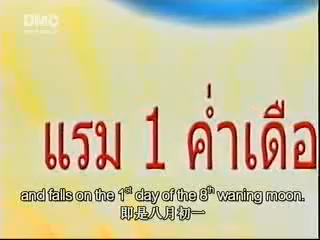 DMC
แรม 1 ค่ำเดือ
and falls on the 1st day of the 8th waning moon.
即是八月初一